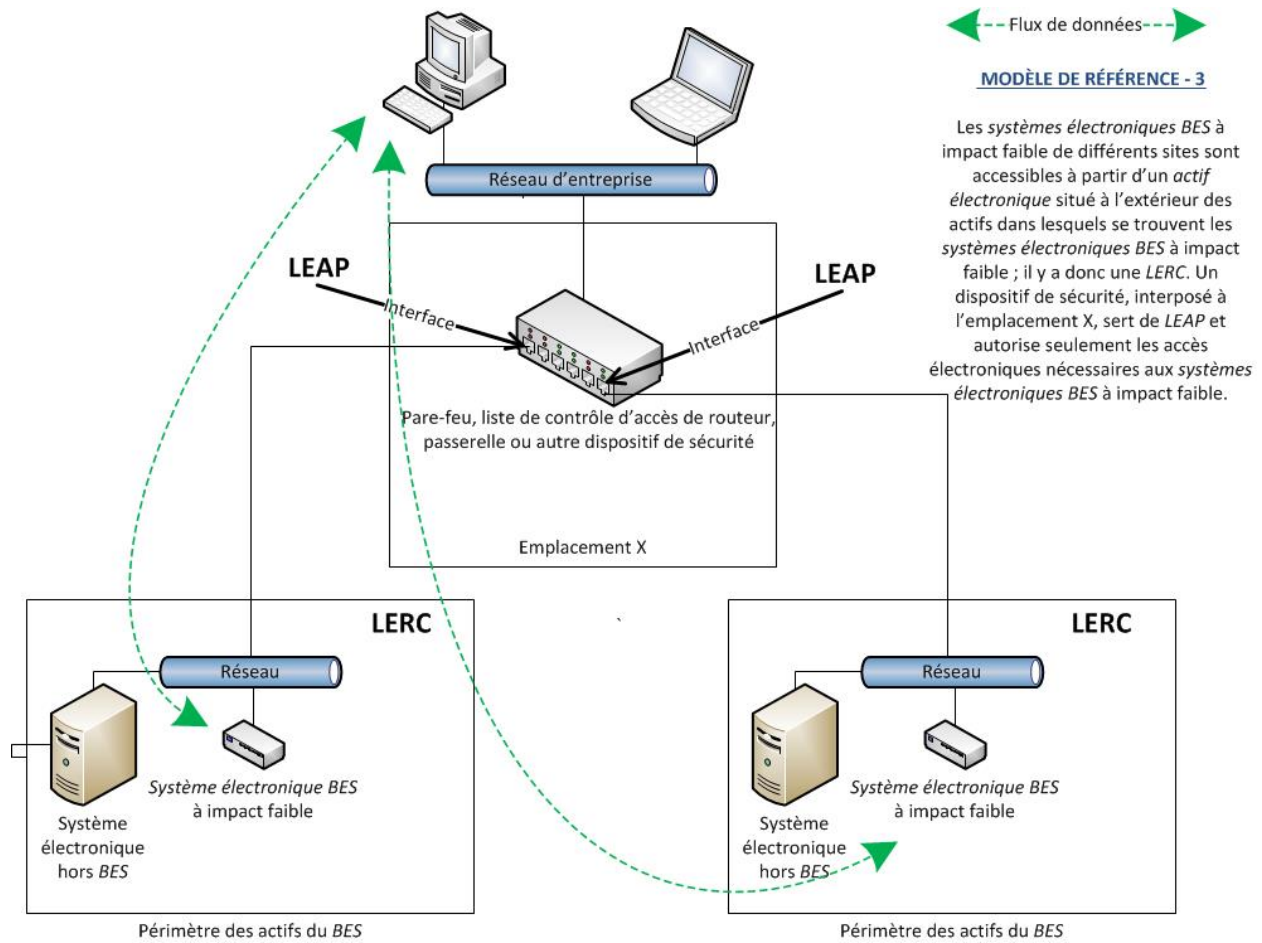 Flux de données
MODÈLE DE RÉFÉRENCE - 3
Les systèmes électroniques BES à
impact faible de différents sites sont
accessibles à partir d'un actif
électronique situé à l'extérieur des
actifs dans lesquels se trouvent les
systèmes électroniques BES à impact
faible ; il y a donc une LERC. Un
dispositif de sécurité, interposé à
l'emplacement X, sert de LEAP et
autorise seulement les accès
électroniques nécessaires aux systèmes
électroniques BES à impact faible.
Réseau d'entreprise
LEAP
Interface
LEAP
Interface
Pare-feu, liste de contrôle d'accès de routeur,
passerelle ou autre dispositif de sécurité
Emplacement X
LERC
Réseau
Système électronique BES
à impact faible
Système
électronique
hors BES
Périmètre des actifs du BES
LERC
Réseau
Système électronique BES
à impact faible
Système
électronique
hors BES
Périmètre des actifs du BES